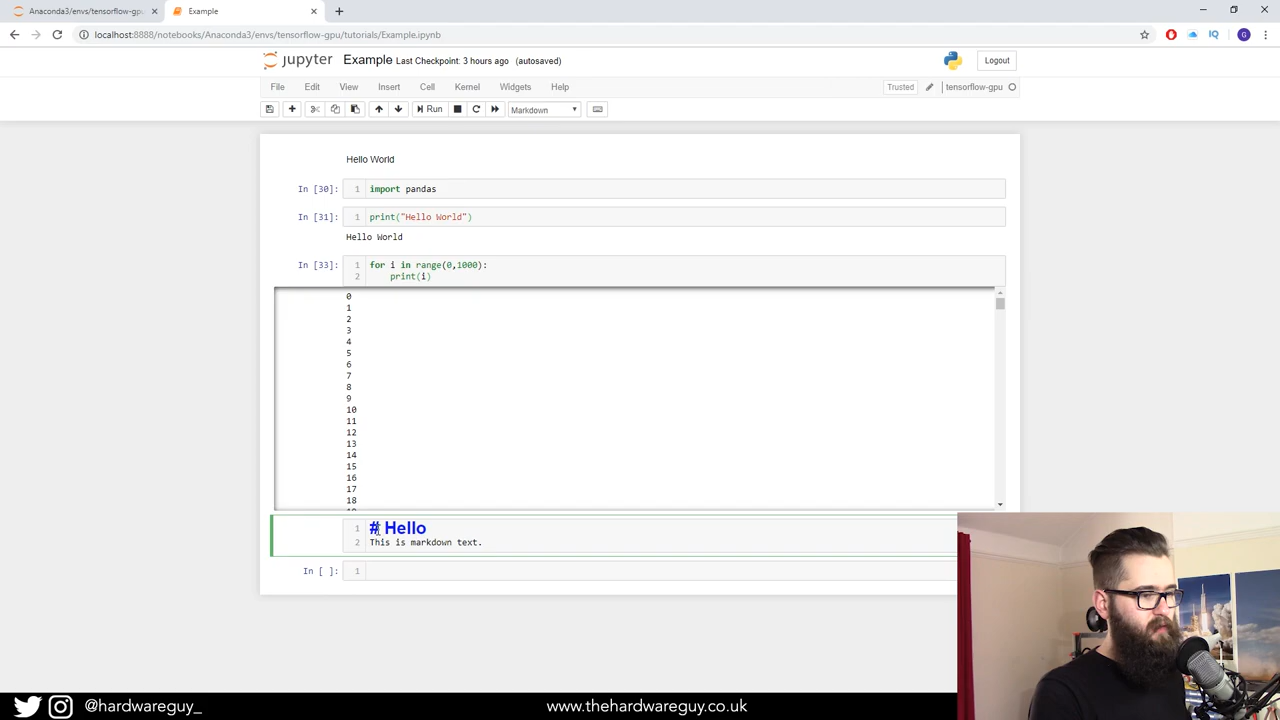 Anaconda3/envs/tensorflow-gpu/
Example
localhost:8888/notebooks/Anaconda3/envs/tensorflow-gpu/tutorials/Example.ipynb
IQ
G
jupyter Example Last Checkpoint: 3 hours ago (autosaved)
Logout
File Edit View Insert Cell Kernel Widgets Help
Trusted
tensorflow-gpu
Run
Markdown
Hello World
In [30]: 1 import pandas
In [31]: 1 print("Hello World")
Hello World
In [33]: 1 for i in range(0,1000):
2 print(i)
0
1
2
3
4
5
6
7
8
9
10
11
12
13
14
15
16
17
18
1 # Hello
2 This is markdown text.
In [ ]: 1
@hardwareguy_
www.thehardwareguy.co.uk